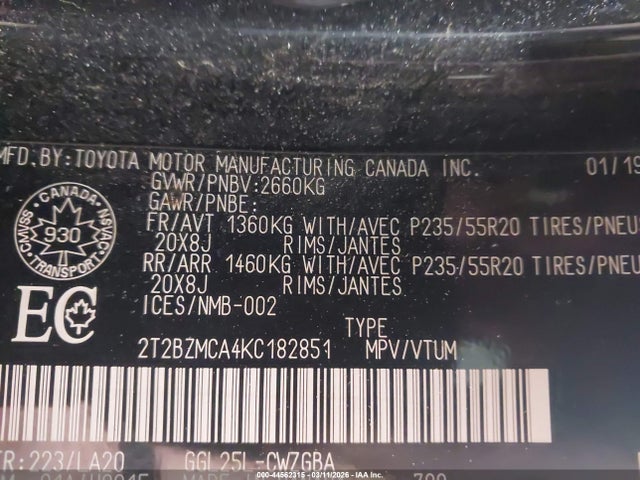 MFD.BY:TOYOTA MOTOR MANUFACTURING CANADA INC. 01/19
GVWR/PNBV:2660KG
GAWR/PNBE:
FR/AVT 1360KG WITH/AVEC P235/55R20 TIRES/PNEUS
20X8J RIMS/JANTES
RR/ARR 1460KG WITH/AVEC P235/55R20 TIRES/PNEU
20X8J RIMS/JANTES
ICES/NMB-002
CANADA
CMVSS 930 NSVAC
TRANSPORT
EC
TYPE
2T2BZMCA4KC182851 MPV/VTUM
TR:223/LA20 GGL25L-CWZGBA
000 - 44562315 - 03/11/2026 - ©IAA, Inc.